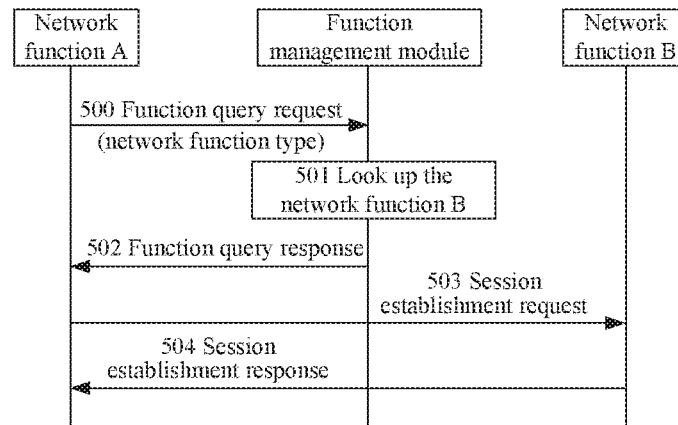 Network
function A
Function
management module
Network
function B
500 Function query request
(network function type)
501 Look up the
network function B
502 Function query response
503 Session
establishment request
504 Session
establishment response